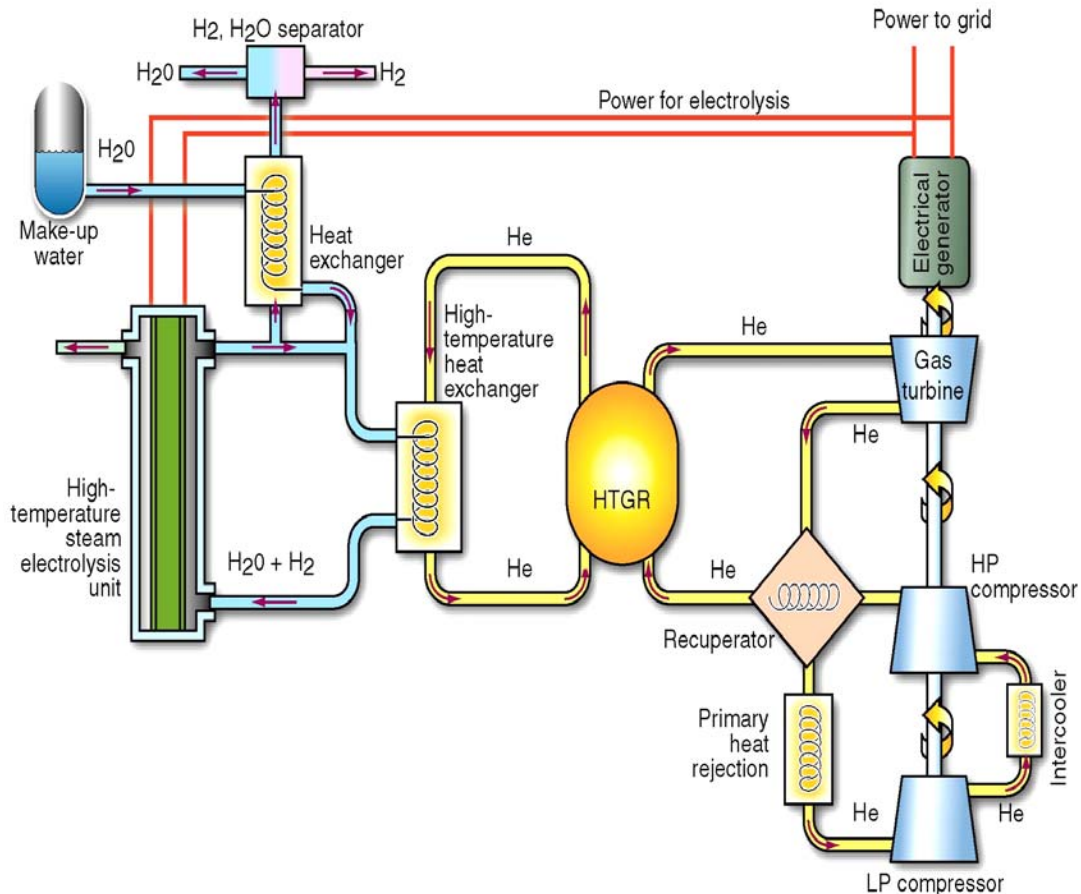 H2, H2O separator
Power to grid
H20
H2
Power for electrolysis
H20
Make-up
water
Heat
exchanger
Electrical
generator
He
High-
temperature
heat
exchanger
He
Gas
turbine
He
HTGR
High-
temperature
steam
electrolysis
unit
H20 + H2
He
He
HP
compressor
Recuperator
Primary
heat
rejection
Intercooler
He
He
LP compressor